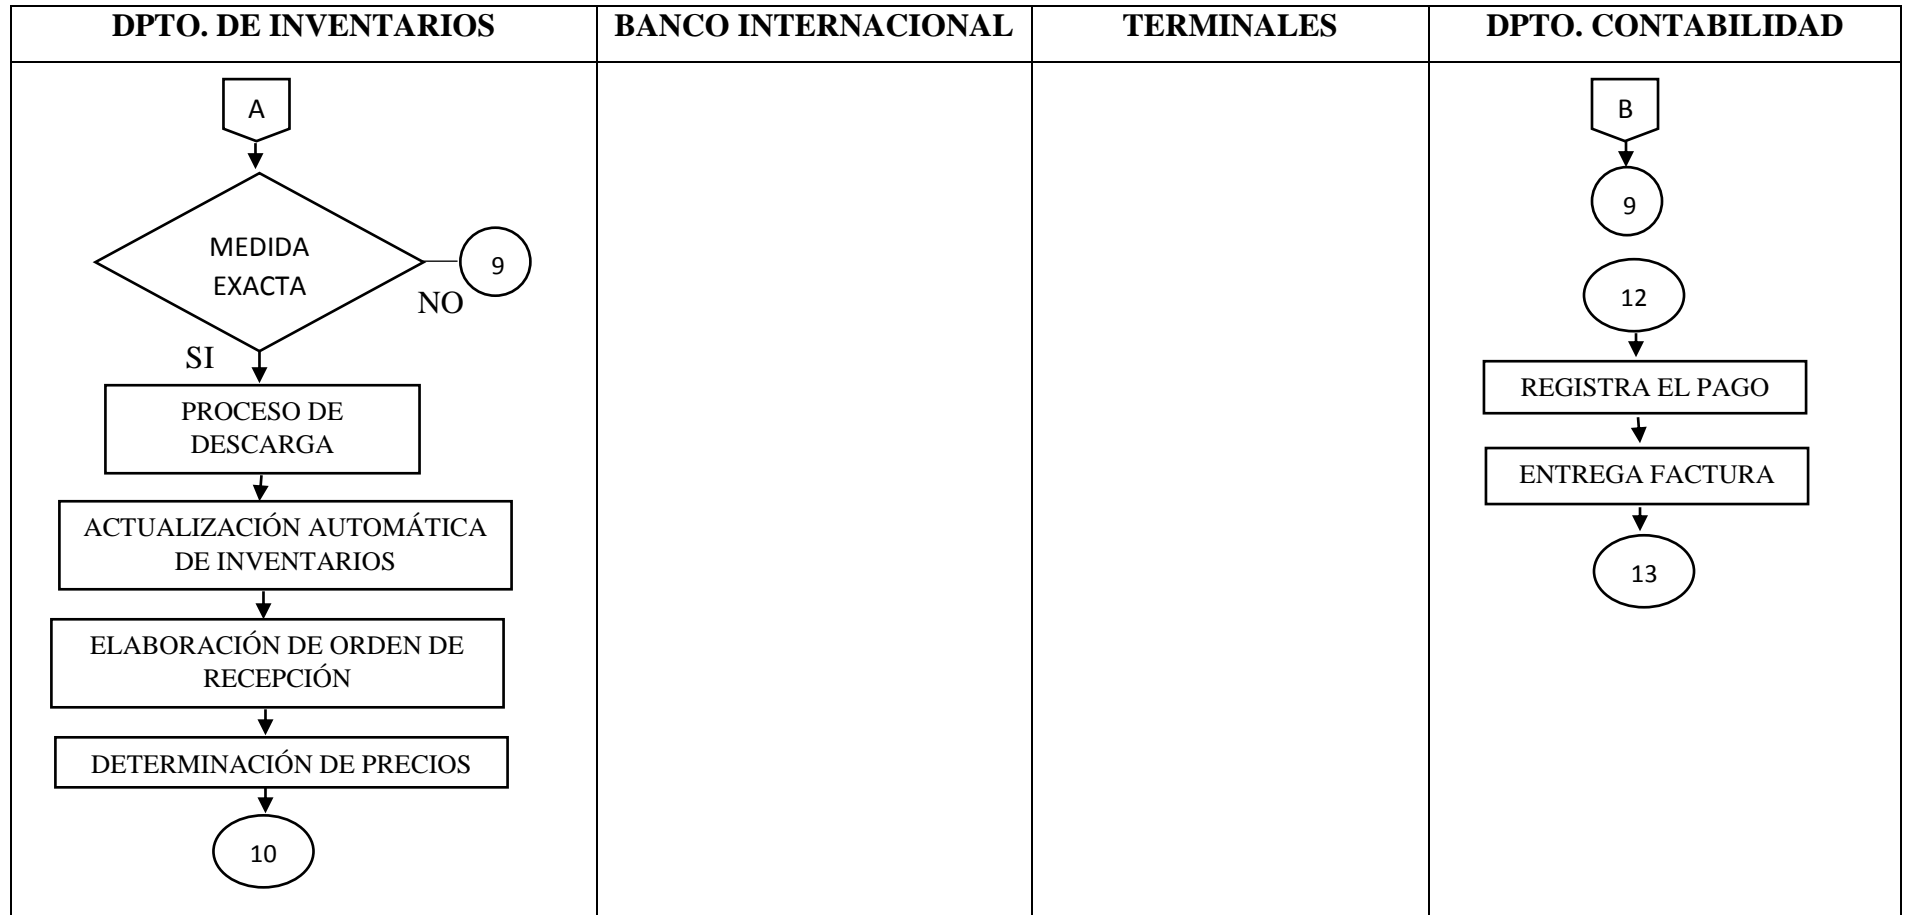 DPTO. DE INVENTARIOS
BANCO INTERNACIONAL
TERMINALES
DPTO. CONTABILIDAD
A
MEDIDA
EXACTA
9
NO
SI
PROCESO DE
DESCARGA
ACTUALIZACIÓN AUTOMÁTICA
DE INVENTARIOS
ELABORACIÓN DE ORDEN DE
RECEPCIÓN
DETERMINACIÓN DE PRECIOS
10
B
9
12
REGISTRA EL PAGO
ENTREGA FACTURA
13